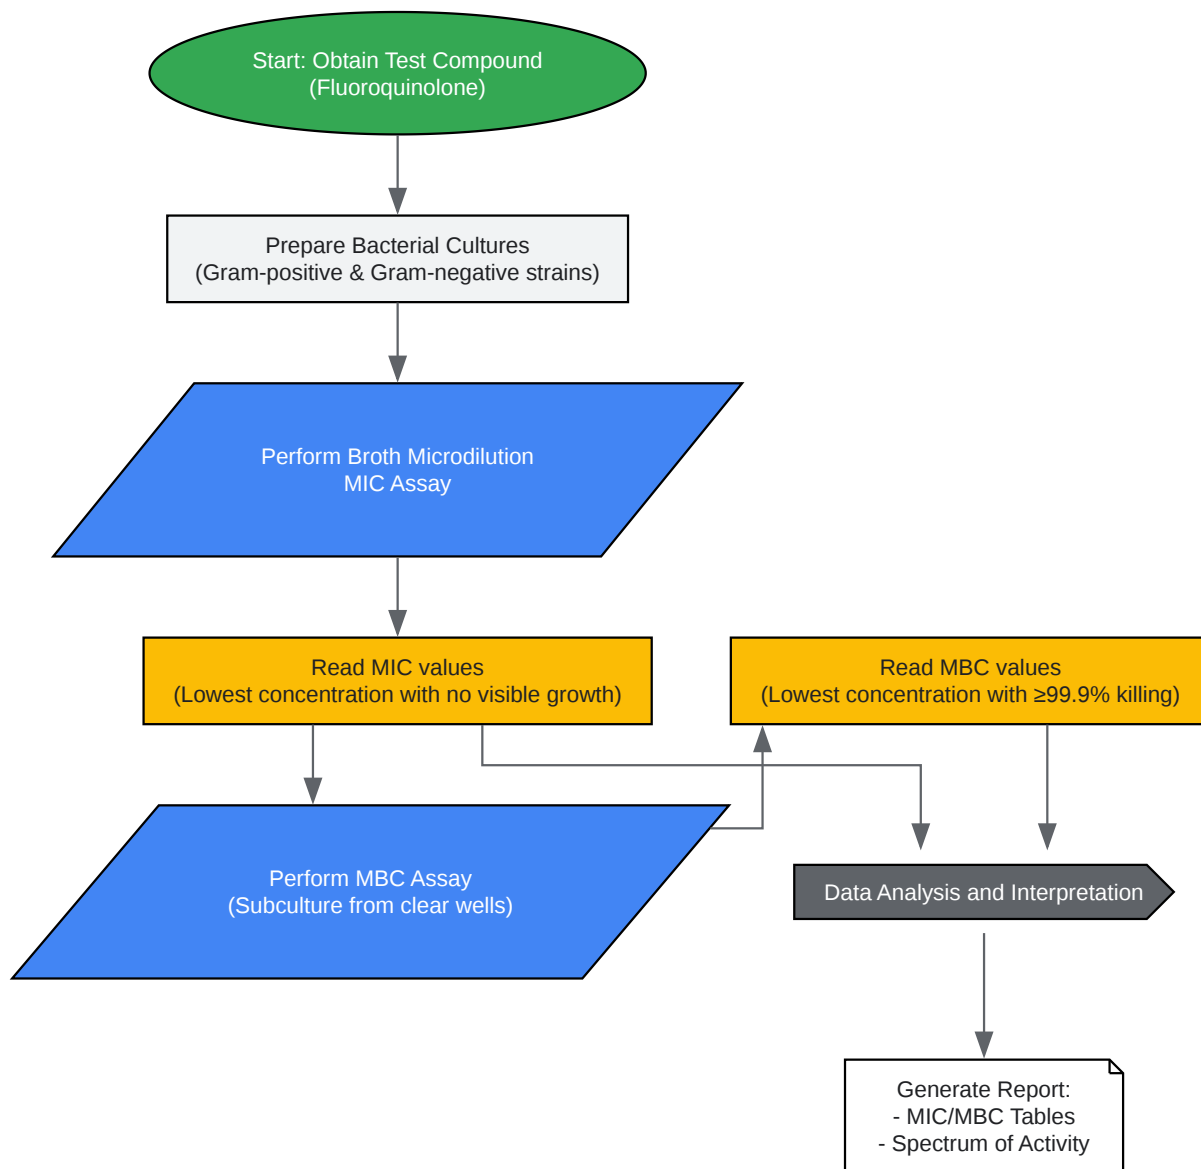 Start: Obtain Test Compound
(Fluoroquinolone)
Prepare Bacterial Cultures
(Gram-positive & Gram-negative strains)
Perform Broth Microdilution
MIC Assay
Read MIC values
(Lowest concentration with no visible growth)
Read MBC values
(Lowest concentration with ≥99.9% killing)
Perform MBC Assay
(Subculture from clear wells)
Data Analysis and Interpretation
Generate Report:
- MIC/MBC Tables
- Spectrum of Activity